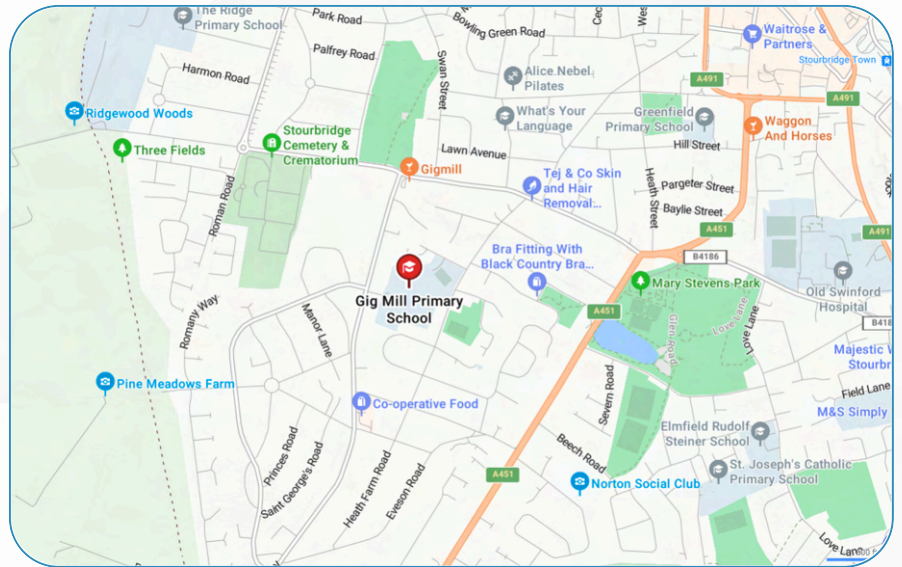 The Ridge
Primary School
Park Road
Bowling Green Road
Waitrose &
Partners
Stourbridge Town
Palfrey Road
Swan Street
Harmon Road
Alice.Nebel
Pilates
A491
A491
Ridgewood Woods
What's Your
Language
Greenfield
Primary School
Waggon
And Horses
Three Fields
Stourbridge
Cemetery &
Crematorium
Lawn Avenue
Hill Street
Gigmill
Tej & Co Skin
and Hair
Removal...
Heath Street
Pargeter Street
Baylie Street
Roman Road
A451
A491
Bra Fitting With
Black Country Bra...
B4186
Gig Mill Primary
School
Mary Stevens Park
Old Swinford
Hospital
Romany Way
Manor Lane
A451
Glen Road
Love Lane
Love Lane
Majestic
Pine Meadows Farm
Co-operative Food
Severn Road
Field Lane
M&S Simply
Elmfield Rudolf
Steiner School
Princes Road
Saint George's Road
Heath Farm Road
Eveson Road
Beech Road
A451
Norton Social Club
St. Joseph's Catholic
Primary School
Love Lane